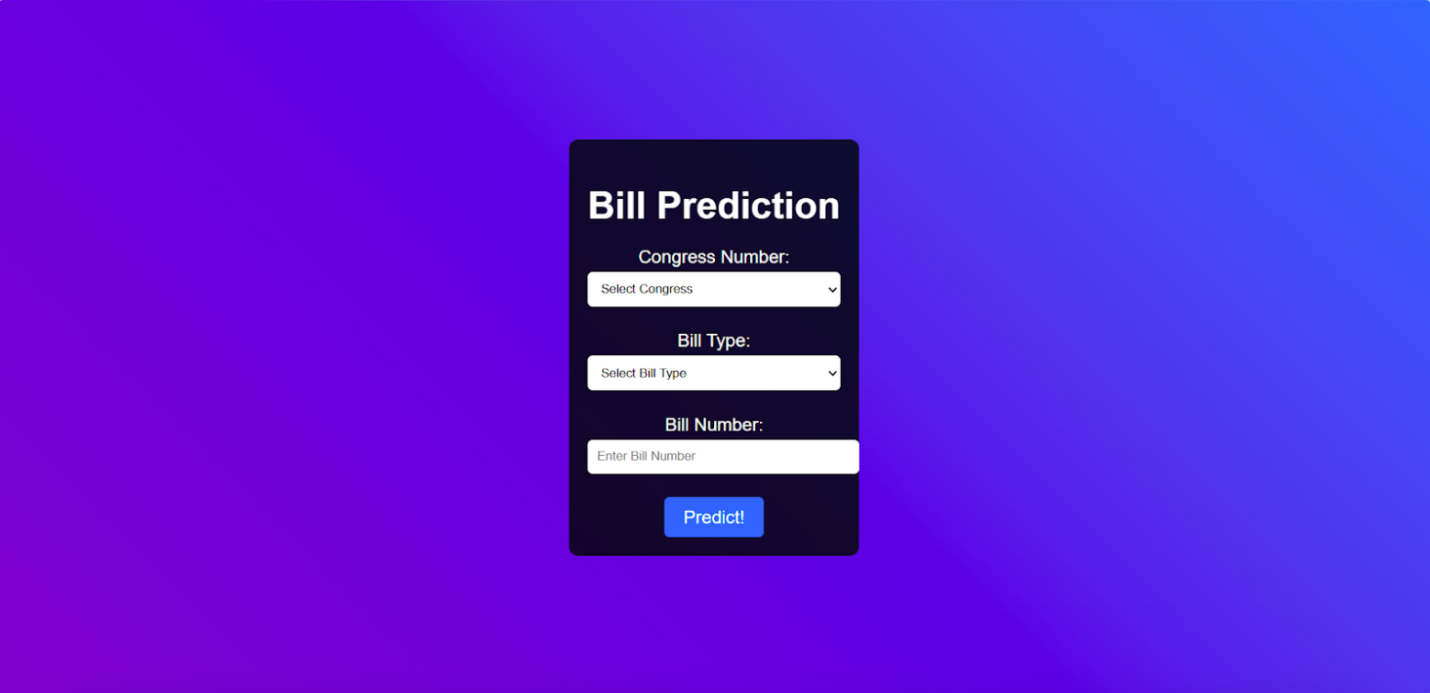 Bill Prediction
Congress Number:
Select Congress
Bill Type:
Select Bill Type
Bill Number:
Enter Bill Number
Predict!